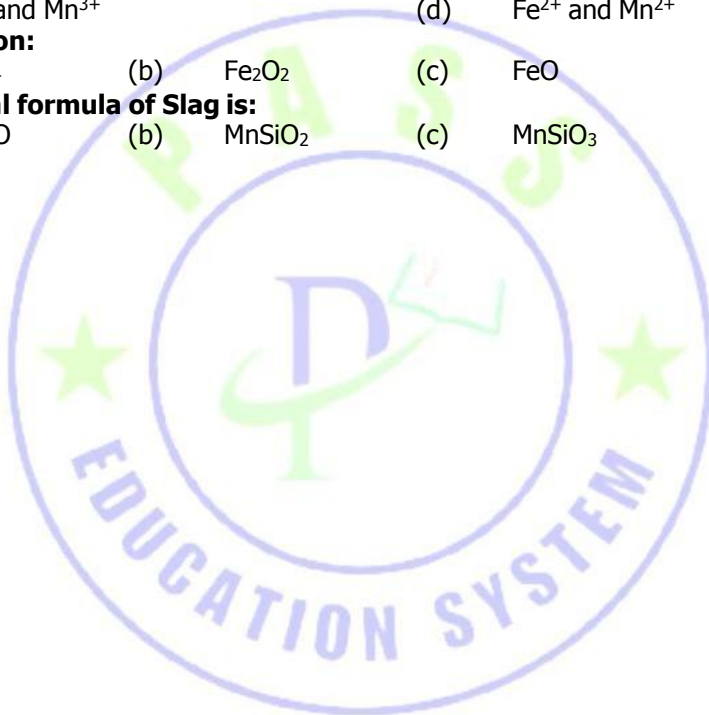 and Mn³⁺ (d) Fe²⁺ and Mn²⁺
on:
(b) Fe₂O₂ (c) FeO
l formula of Slag is:
O (b) MnSiO₂ (c) MnSiO₃
PASS
EDUCATION SYSTEM